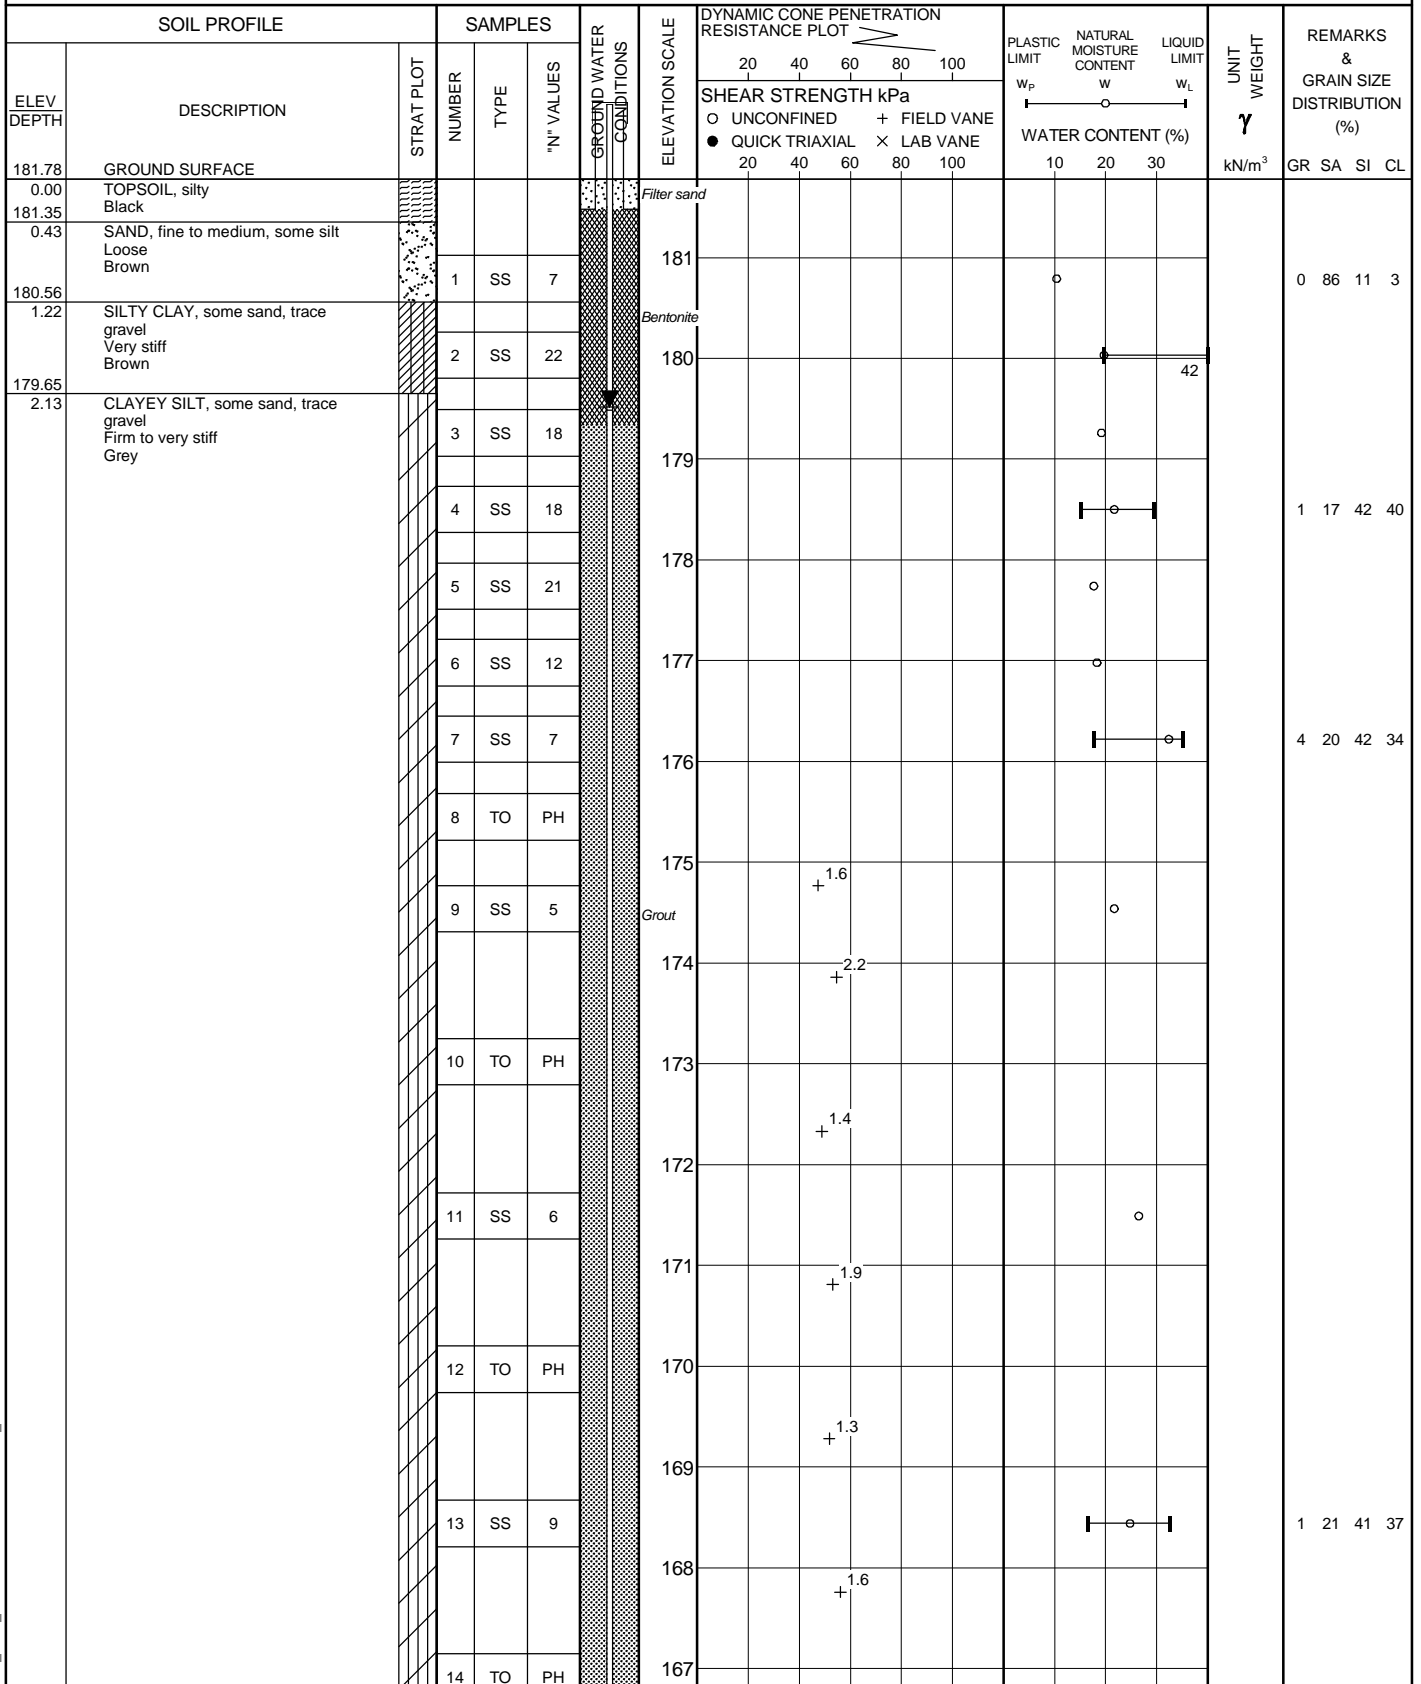 SOIL PROFILE
SAMPLES
GROUND WATER
CONDITIONS
ELEVATION SCALE
DYNAMIC CONE PENETRATION
RESISTANCE PLOT
20 40 60 80 100
SHEAR STRENGTH kPa
UNCONFINED + FIELD VANE
QUICK TRIAXIAL × LAB VANE
20 40 60 80 100
PLASTIC
LIMIT
NATURAL
MOISTURE
CONTENT
LIQUID
LIMIT
WP W WL
WATER CONTENT (%)
10 20 30
UNIT
WEIGHT
γ
kN/m³
REMARKS
&
GRAIN SIZE
DISTRIBUTION
(%)
GR SA SI CL
ELEV
DEPTH
DESCRIPTION
STRAT PLOT
NUMBER
TYPE
"N" VALUES
181.78 GROUND SURFACE
0.00 TOPSOIL, silty
Black
Filter sand
181.35
0.43 SAND, fine to medium, some silt
Loose
Brown
181
1 SS 7
0 86 11 3
180.56
1.22 SILTY CLAY, some sand, trace
gravel
Very stiff
Brown
Bentonite
2 SS 22
180
42
179.65
2.13 CLAYEY SILT, some sand, trace
gravel
Firm to very stiff
Grey
3 SS 18
179
4 SS 18
1 17 42 40
178
5 SS 21
177
6 SS 12
7 SS 7
4 20 42 34
176
8 TO PH
175
1.6
9 SS 5
Grout
174
2.2
10 TO PH
173
1.4
172
11 SS 6
171
1.9
170
12 TO PH
1.3
169
13 SS 9
1 21 41 37
168
1.6
167
14 TO PH